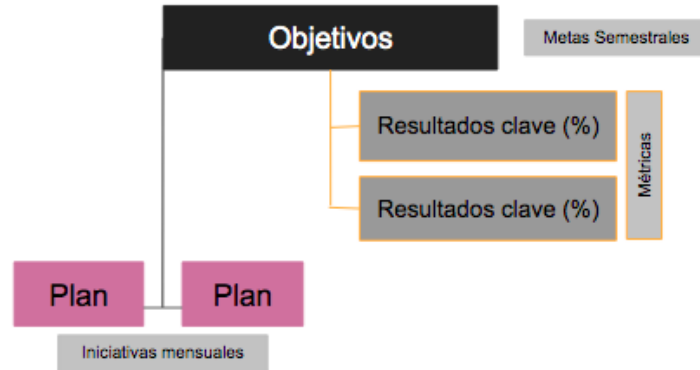 Objetivos
Metas Semestrales
Resultados clave (%)
Resultados clave (%)
Métricas
Plan
Plan
Iniciativas mensuales